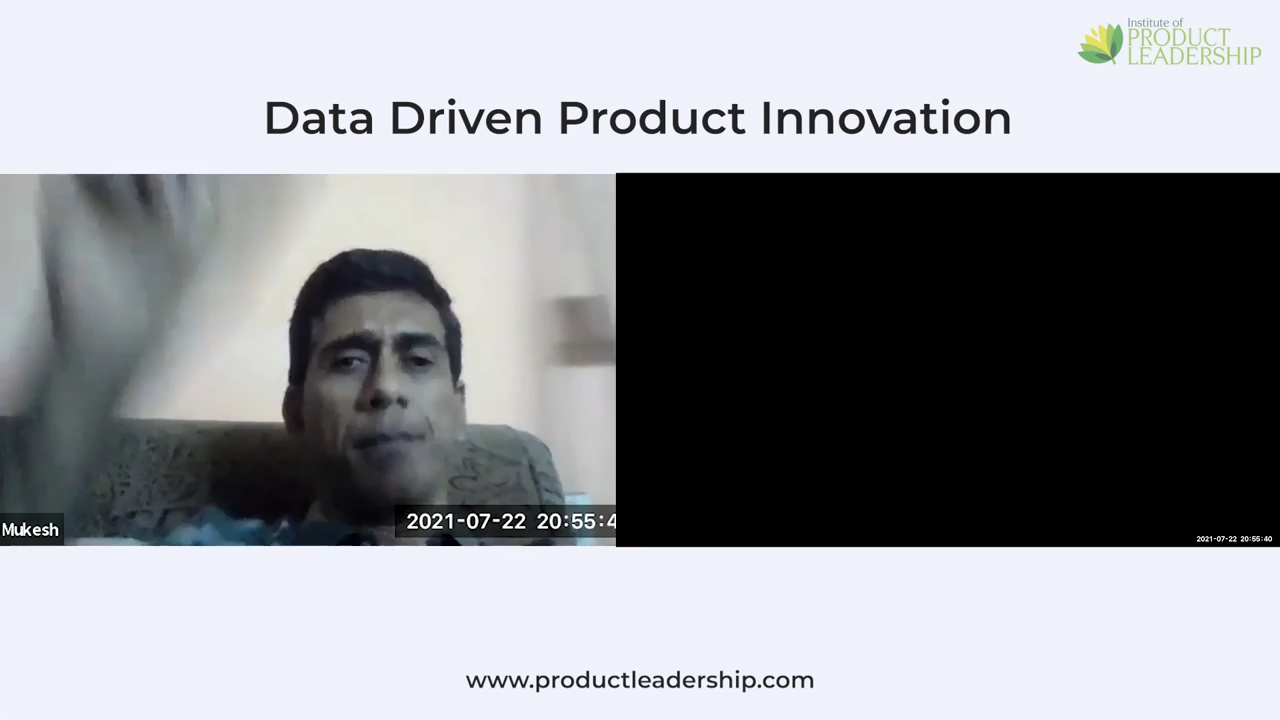 Institute of
PRODUCT
LEADERSHIP
Data Driven Product Innovation
Mukesh
2021-07-22 20:55:4
2021-07-22 20:55:40
www.productleadership.com